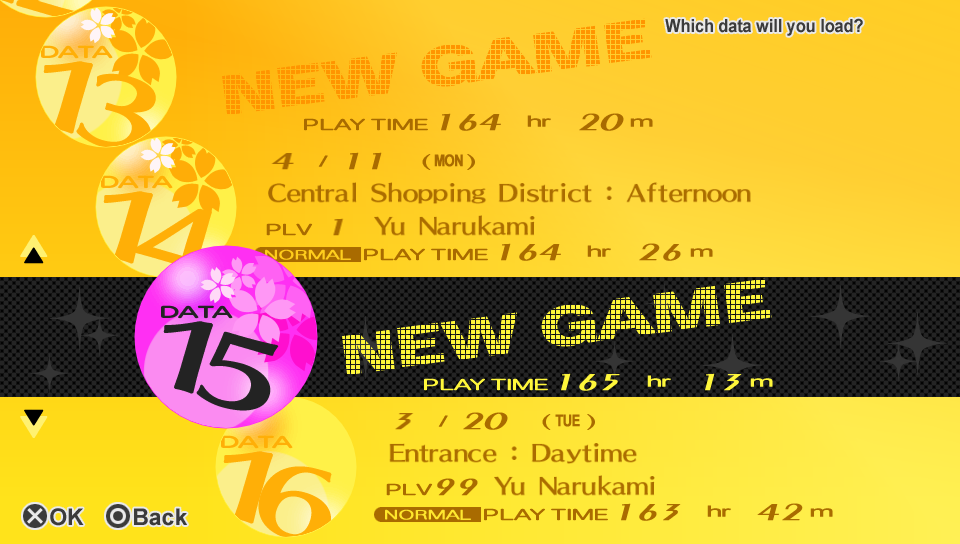 Which data will you load?
DATA 13
NEW GAME
PLAY TIME 164 hr 20 m
DATA 14
4 / 11 (MON)
Central Shopping District : Afternoon
PLV 1 Yu Narukami
NORMAL PLAY TIME 164 hr 26 m
DATA 15
NEW GAME
PLAY TIME 165 hr 13 m
DATA 16
3 / 20 (TUE)
Entrance : Daytime
PLV 99 Yu Narukami
NORMAL PLAY TIME 163 hr 42 m
OK Back